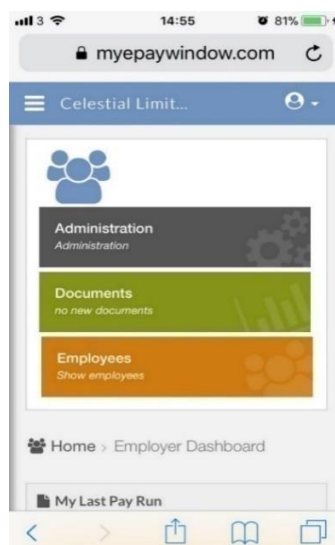 3 14:55 81%
myepaywindow.com
Celestial Limit...
Administration
Administration
Documents
no new documents
Employees
Show employees
Home > Employer Dashboard
My Last Pay Run